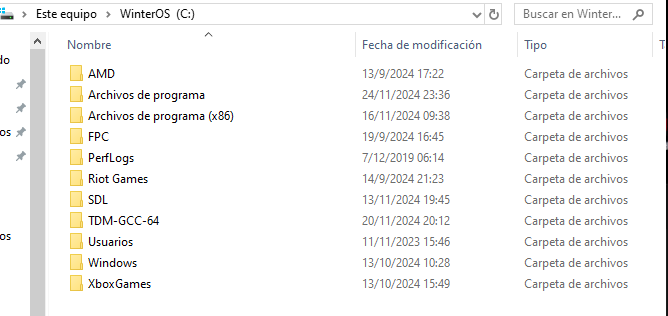 Este equipo > WinterOS (C:)
Buscar en Winter...
Nombre Fecha de modificación Tipo
AMD 13/9/2024 17:22 Carpeta de archivos
Archivos de programa 24/11/2024 23:36 Carpeta de archivos
Archivos de programa (x86) 16/11/2024 09:38 Carpeta de archivos
FPC 19/9/2024 16:45 Carpeta de archivos
PerfLogs 7/12/2019 06:14 Carpeta de archivos
Riot Games 14/9/2024 21:23 Carpeta de archivos
SDL 13/11/2024 19:45 Carpeta de archivos
TDM-GCC-64 20/11/2024 20:12 Carpeta de archivos
Usuarios 11/11/2023 15:46 Carpeta de archivos
Windows 13/10/2024 10:28 Carpeta de archivos
XboxGames 13/10/2024 15:49 Carpeta de archivos